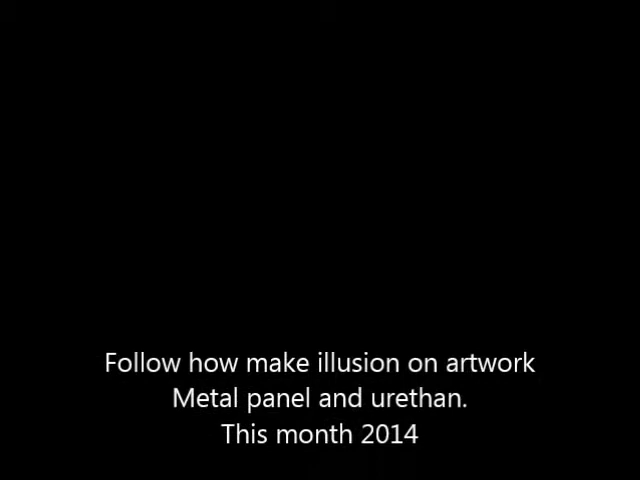 Follow how make illusion on artwork
Metal panel and urethan.
This month 2014